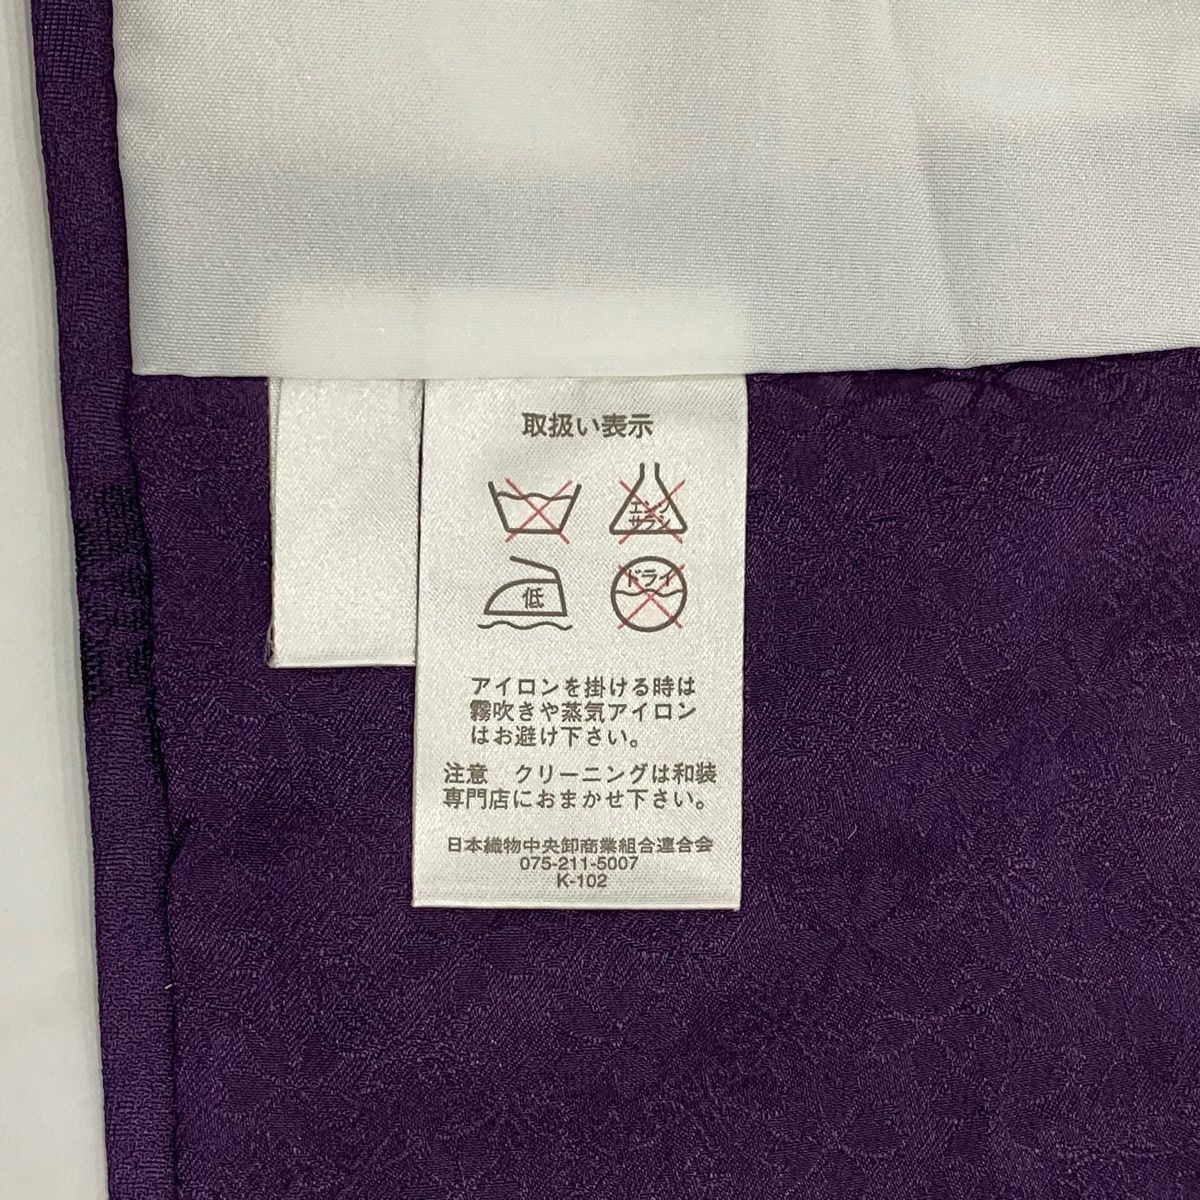 取扱い表示
エンソ
サラシ
低
ドライ
アイロンを掛ける時は
霧吹きや蒸気アイロン
はお避け下さい。
注意　クリーニングは和装
専門店におまかせ下さい。
日本織物中央卸商業組合連合会
075-211-5007
K-102